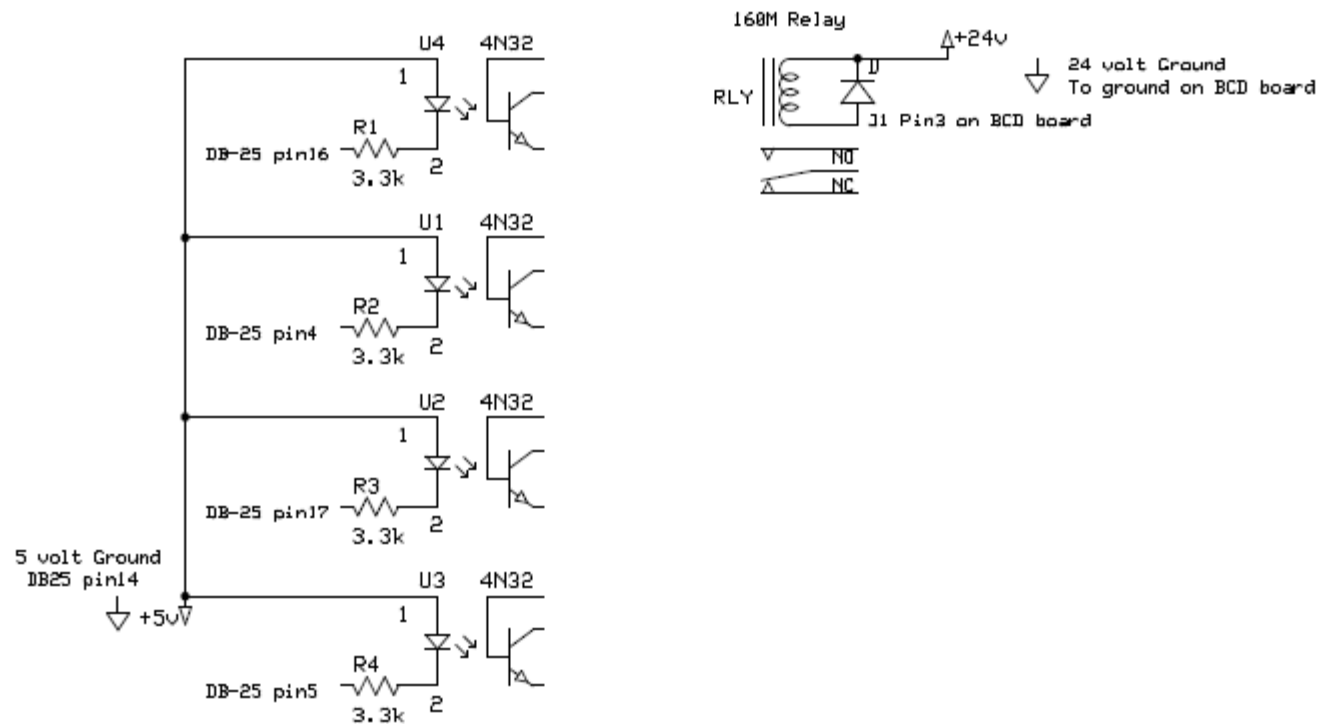 U4 4N32
1
R1
DB-25 pin16
3.3k
2
U1 4N32
1
R2
DB-25 pin4
3.3k
2
U2 4N32
1
R3
DB-25 pin17
3.3k
2
5 volt Ground
DB25 pin14
+5v
U3 4N32
1
R4
DB-25 pin5
3.3k
2
160M Relay
+24v
D
RLY
J1 Pin3 on BCD board
NO
NC
24 volt Ground
To ground on BCD board